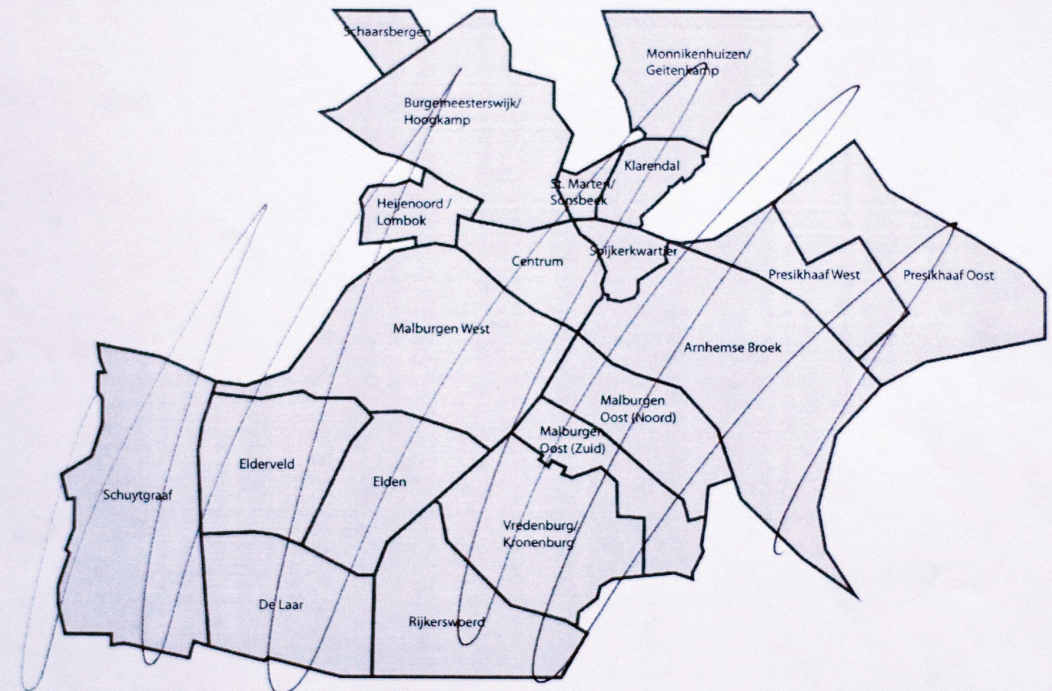 Schaarsbergen
Monnikenhuizen/
Geitenkamp
Burgemeesterswijk/
Hoogkamp
Klarendal
St. Marten/
Sonsbeek
Heijenoord /
Lombok
Spijkerkwartier
Centrum
Presikhaaf West
Presikhaaf Oost
Malburgen West
Arnhemse Broek
Malburgen
Oost (Noord)
Malburgen
Oost (Zuid)
Elderveld
Elden
Schuytgraaf
Vredenburg/
Kronenburg
De Laar
Rijkerswoerd